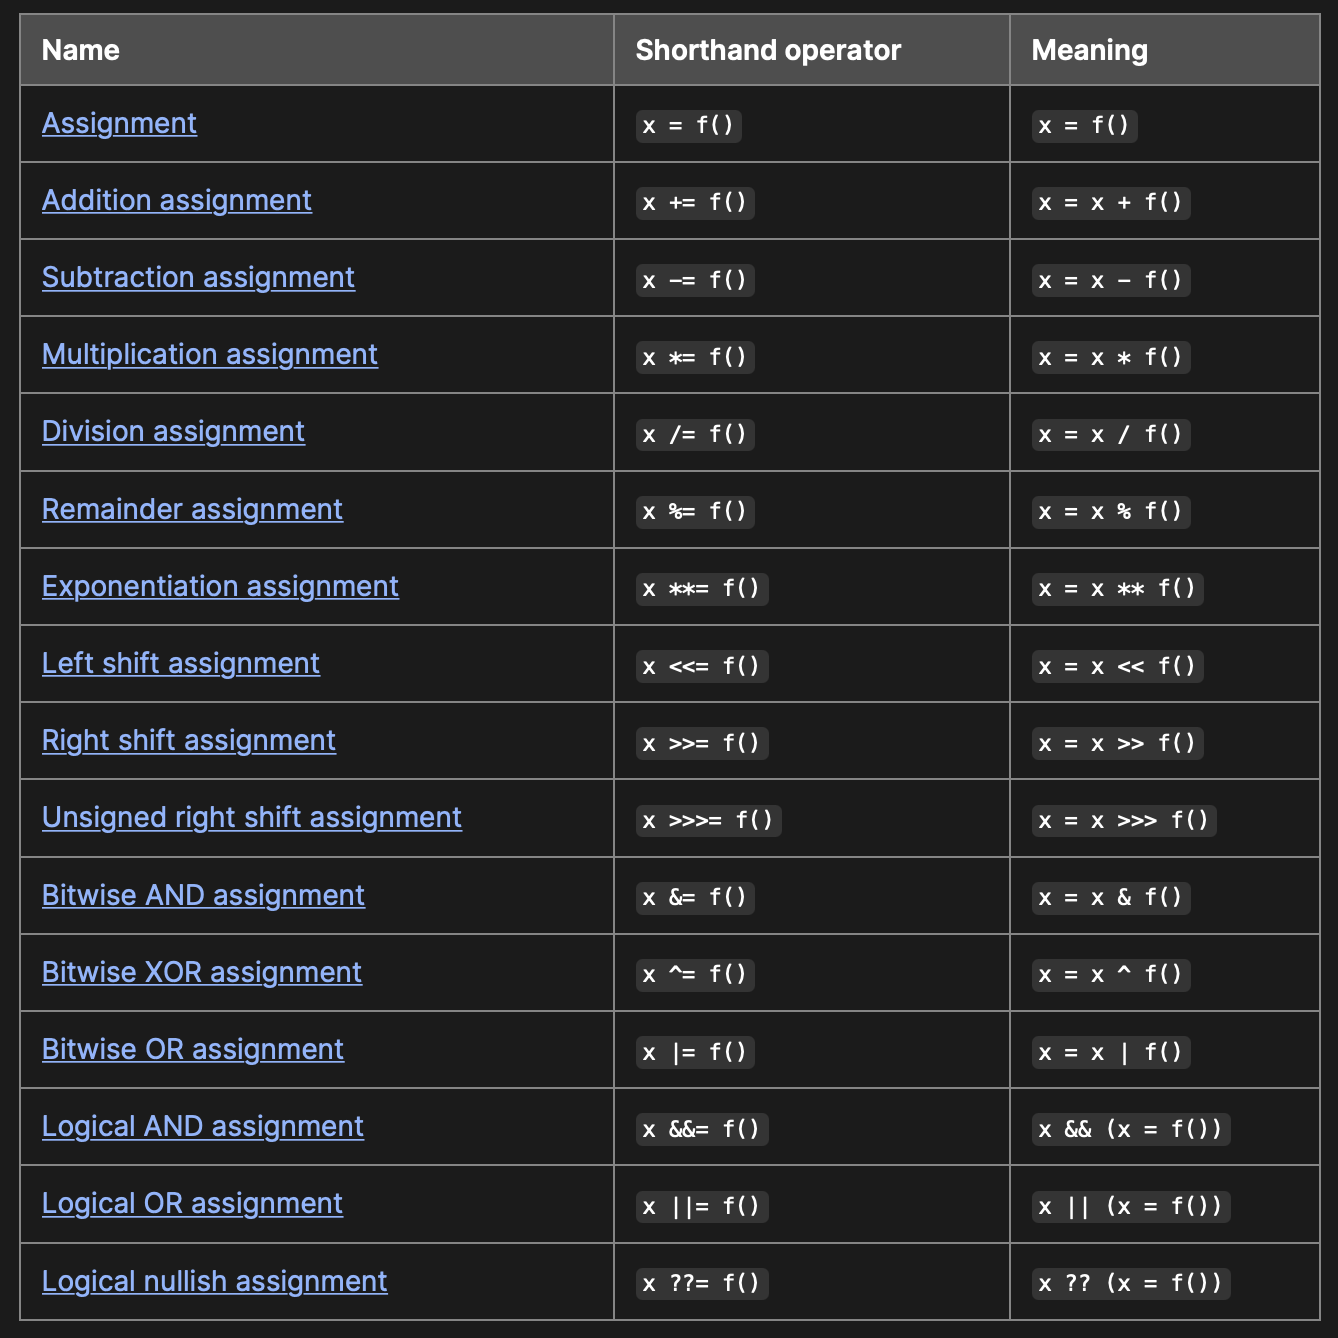 Name Shorthand operator Meaning
Assignment x = f() x = f()
Addition assignment x += f() x = x + f()
Subtraction assignment x -= f() x = x - f()
Multiplication assignment x *= f() x = x * f()
Division assignment x /= f() x = x / f()
Remainder assignment x %= f() x = x % f()
Exponentiation assignment x **= f() x = x ** f()
Left shift assignment x <<= f() x = x << f()
Right shift assignment x >>= f() x = x >> f()
Unsigned right shift assignment x >>>= f() x = x >>> f()
Bitwise AND assignment x &= f() x = x & f()
Bitwise XOR assignment x ^= f() x = x ^ f()
Bitwise OR assignment x |= f() x = x | f()
Logical AND assignment x &&= f() x && (x = f())
Logical OR assignment x ||= f() x || (x = f())
Logical nullish assignment x ??= f() x ?? (x = f())